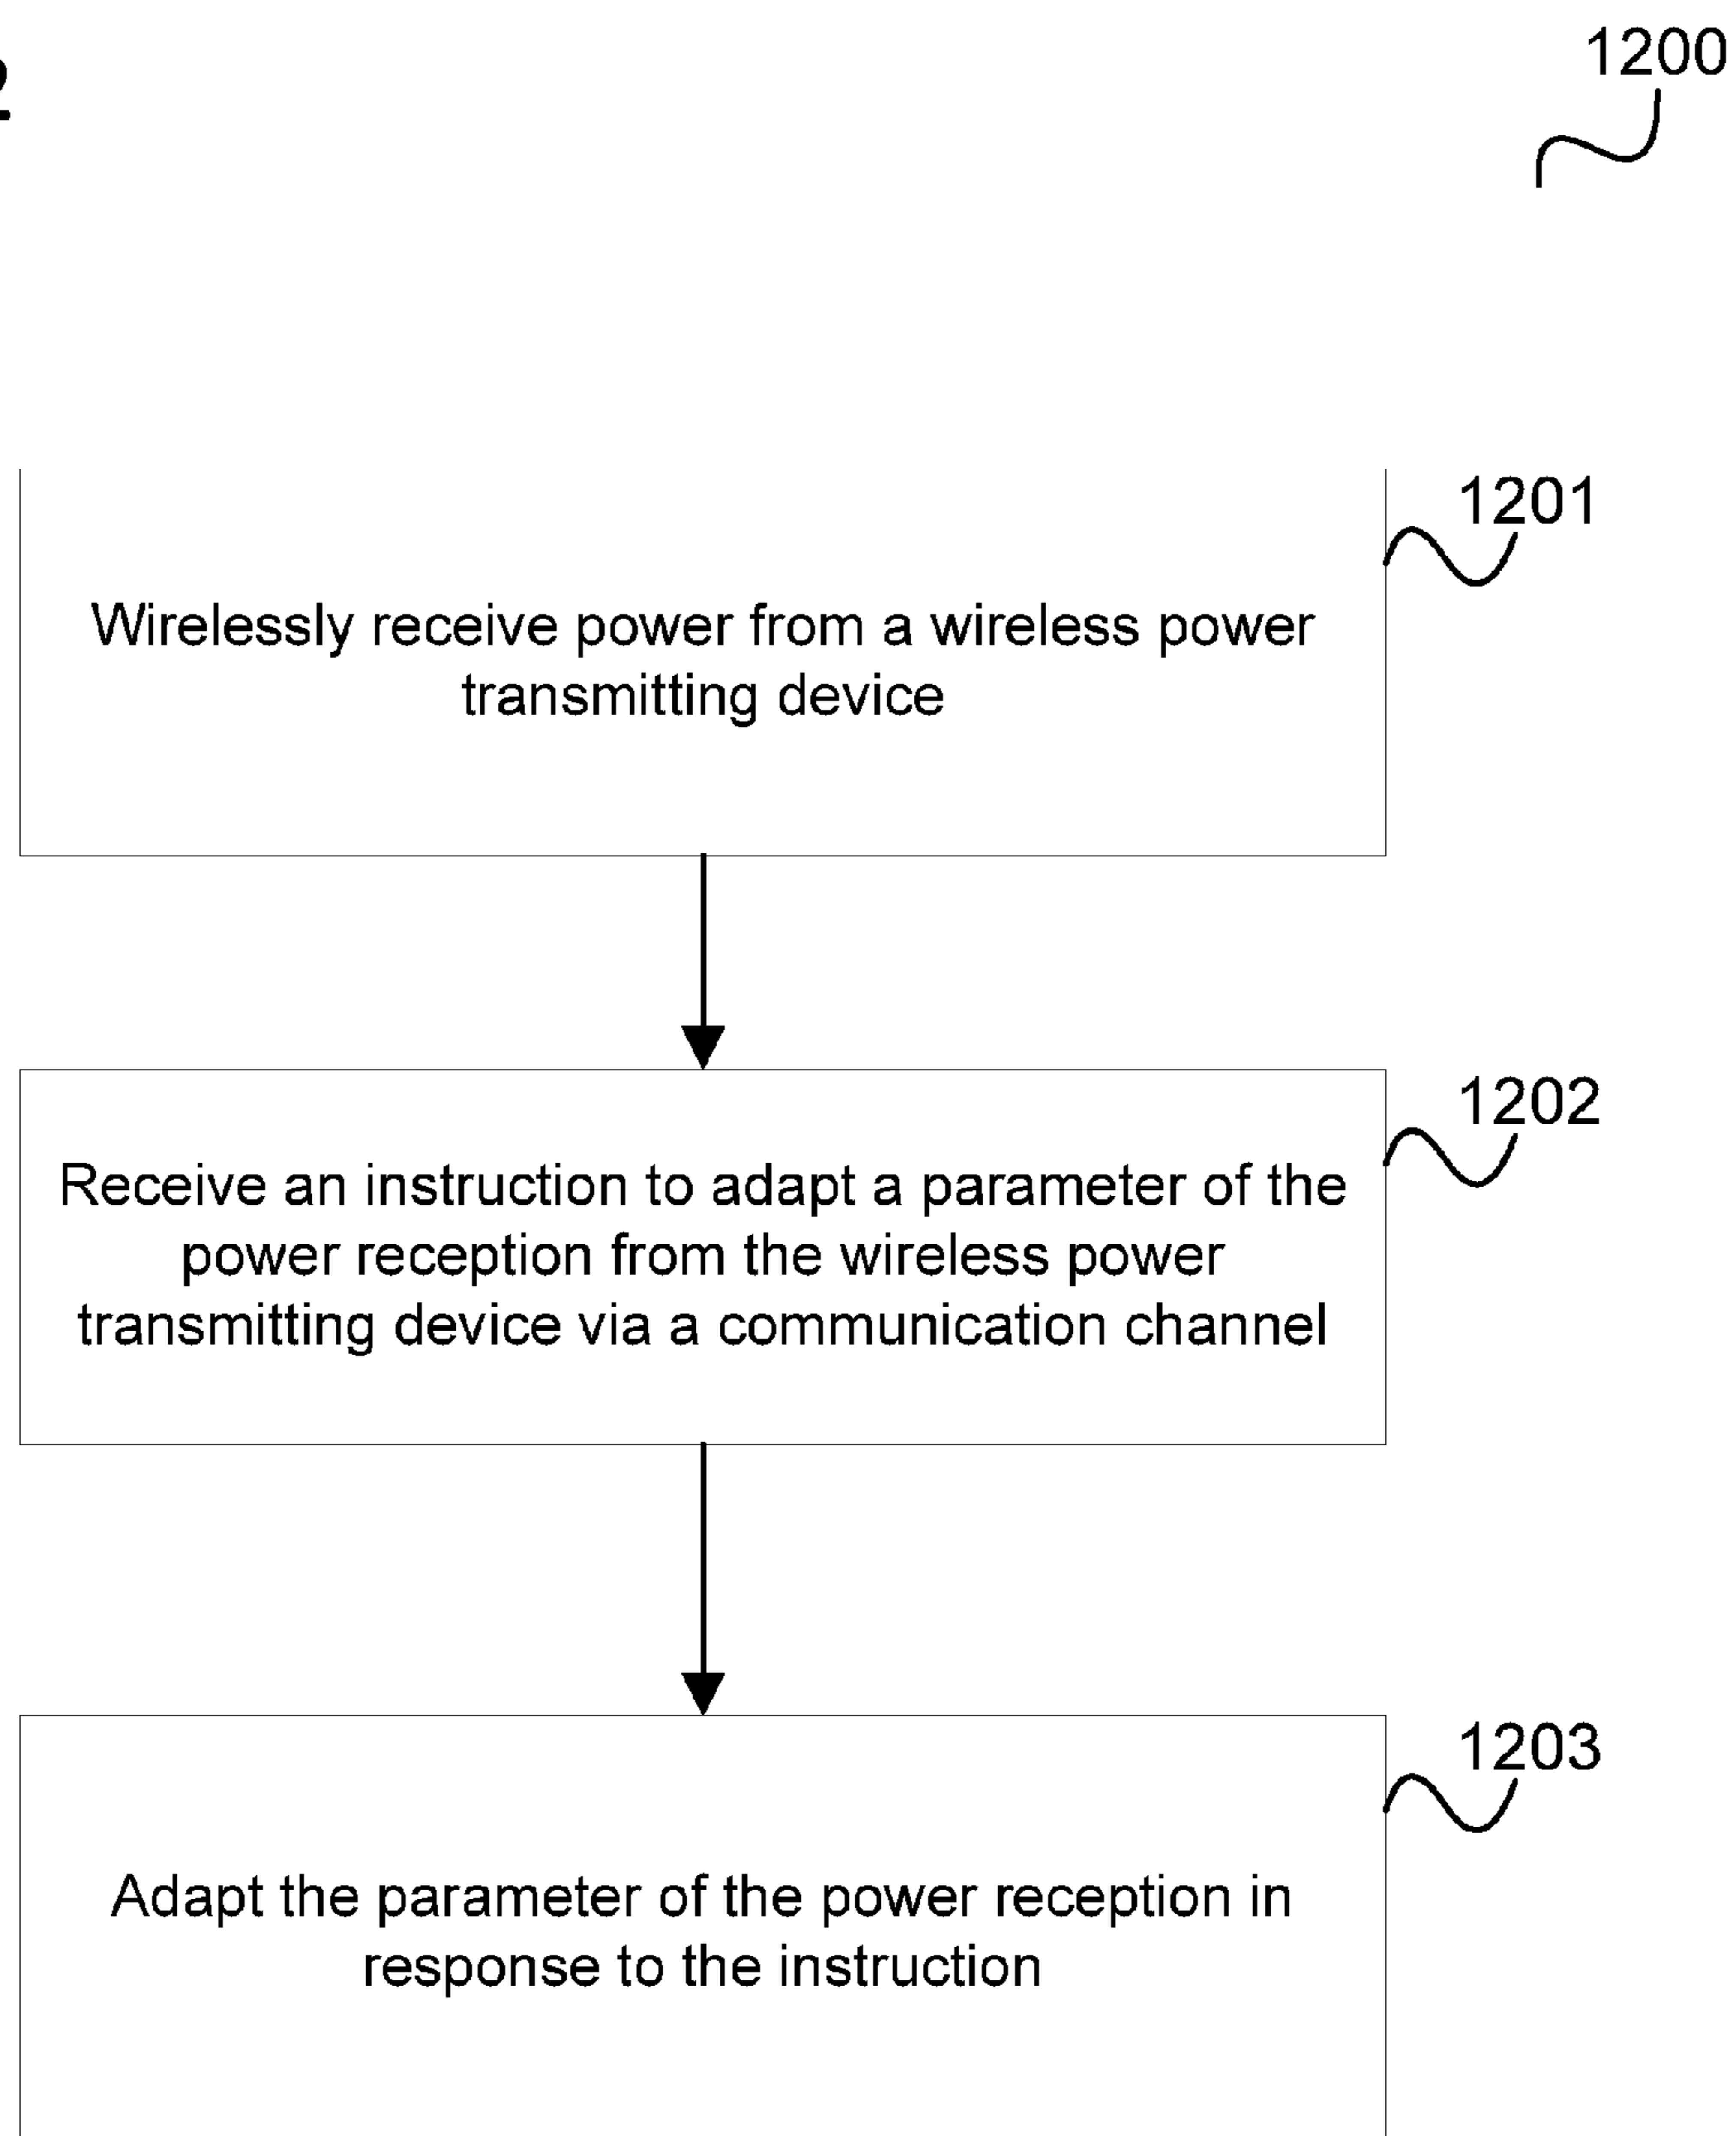 2
1200
1201
Wirelessly receive power from a wireless power
transmitting device
1202
Receive an instruction to adapt a parameter of the
power reception from the wireless power
transmitting device via a communication channel
1203
Adapt the parameter of the power reception in
response to the instruction